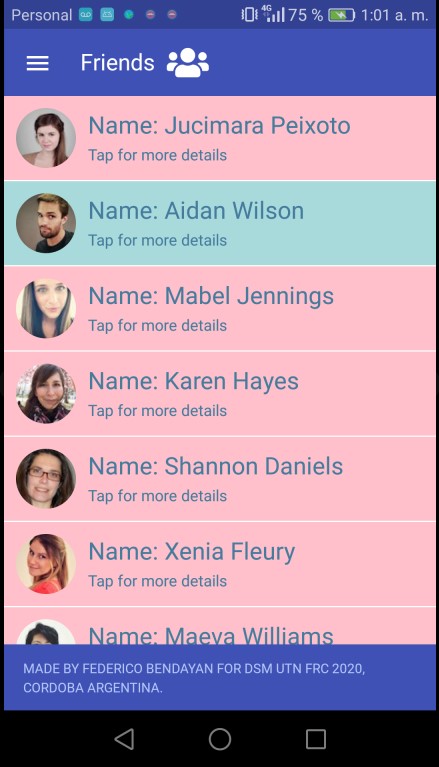 Personal 4G 75 % 1:01 a. m.
Friends
Name: Jucimara Peixoto
Tap for more details
Name: Aidan Wilson
Tap for more details
Name: Mabel Jennings
Tap for more details
Name: Karen Hayes
Tap for more details
Name: Shannon Daniels
Tap for more details
Name: Xenia Fleury
Tap for more details
Name: Maeva Williams
MADE BY FEDERICO BENDAYAN FOR DSM UTN FRC 2020,
CORDOBA ARGENTINA.